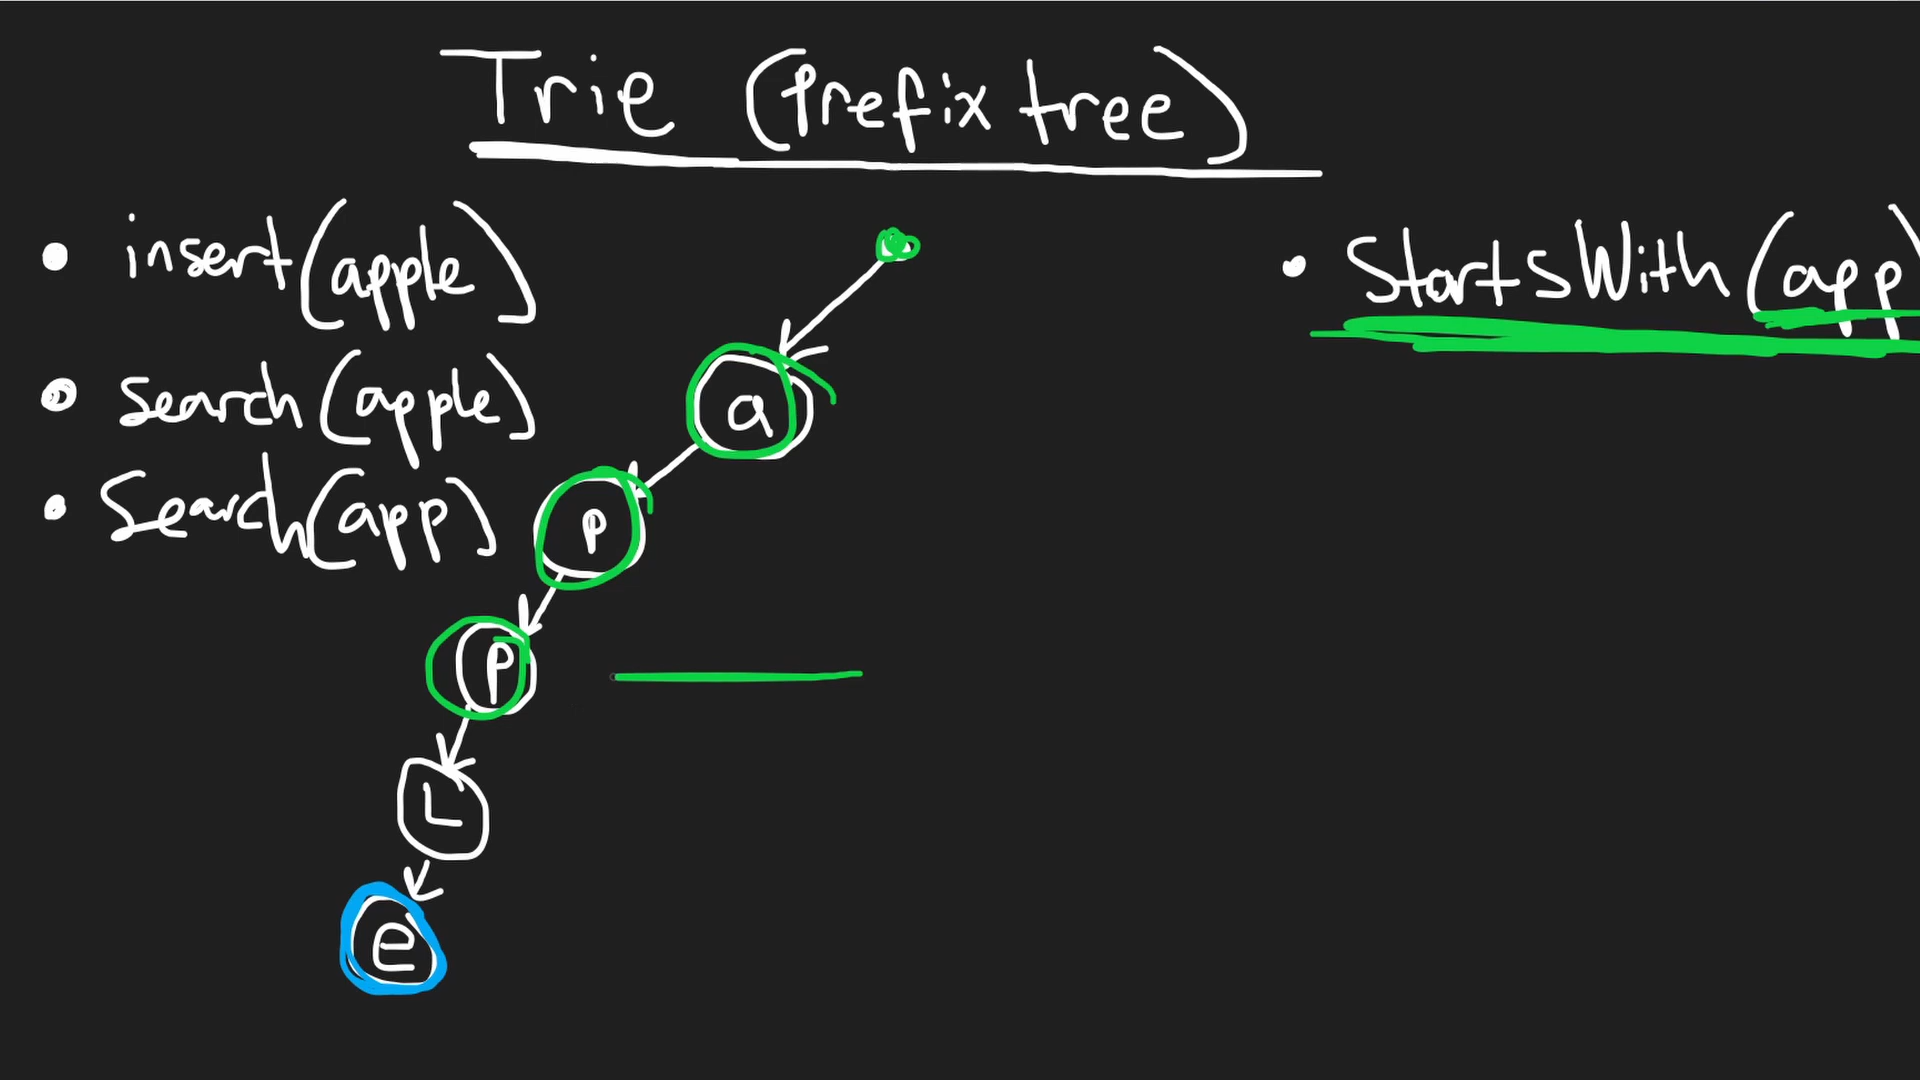 Trie (Prefix tree)
• insert(apple)
• search(apple)
• Search(app)
• StartsWith(app)
a
p
p
L
e